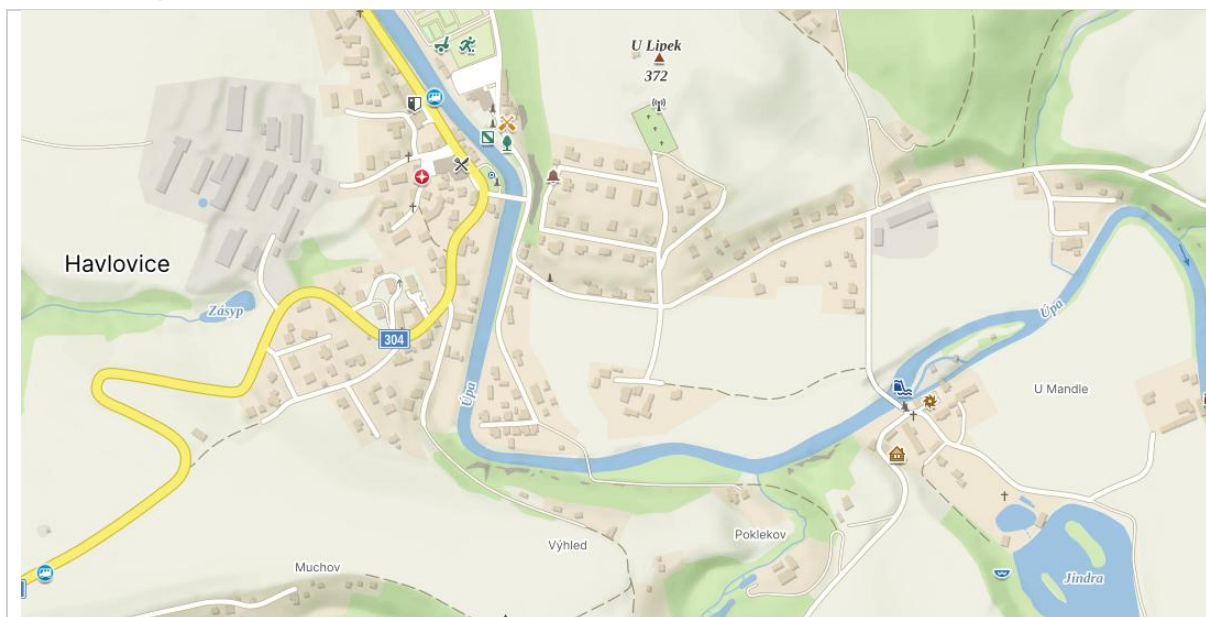 U Lipek
372
Havlovice
Zásyp
304
Úpa
Úpa
U Mandle
Výhled
Poklekov
Muchov
Jindra